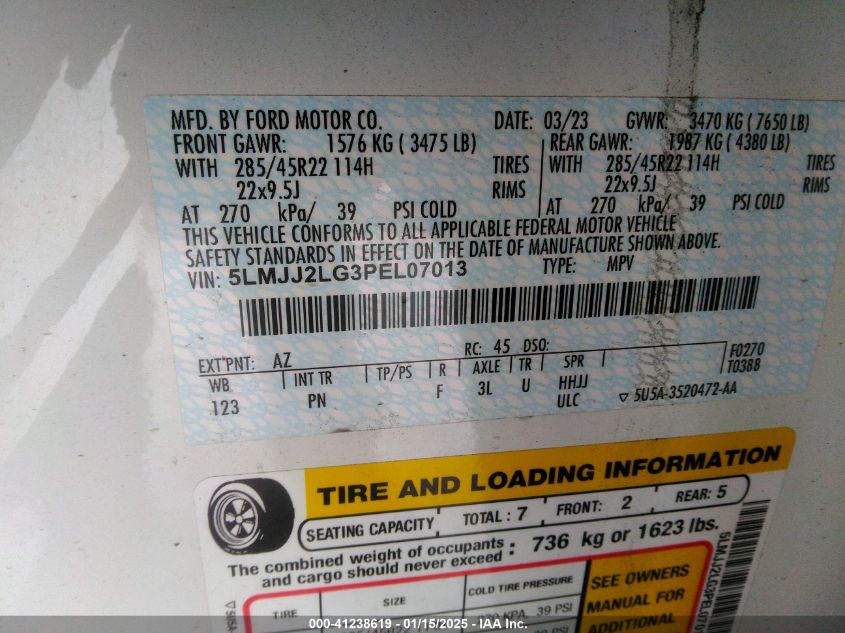 MFD. BY FORD MOTOR CO. DATE: 03/23 GVWR: 3470 KG ( 7650 LB)
FRONT GAWR: 1576 KG ( 3475 LB) REAR GAWR: 1987 KG ( 4380 LB)
WITH 285/45R22 114H TIRES WITH 285/45R22 114H TIRES
22x9.5J RIMS 22x9.5J RIMS
AT 270 kPa/ 39 PSI COLD AT 270 kPa/ 39 PSI COLD
THIS VEHICLE CONFORMS TO ALL APPLICABLE FEDERAL MOTOR VEHICLE
SAFETY STANDARDS IN EFFECT ON THE DATE OF MANUFACTURE SHOWN ABOVE.
VIN: 5LMJJ2LG3PEL07013 TYPE: MPV
EXT PNT: AZ RC: 45 DSO: F0270
WB INT TR TP/PS R AXLE TR SPR T0388
123 PN F 3L U HHJJ
ULC ▽ 5U5A-3520472-AA
TIRE AND LOADING INFORMATION
SEATING CAPACITY TOTAL : 7 FRONT: 2 REAR: 5
The combined weight of occupants : 736 kg or 1623 lbs.
and cargo should never exceed
TIRE SIZE COLD TIRE PRESSURE SEE OWNERS
39 PSI MANUAL FOR
ADDITIONAL
▽ 5U5A
5LMJJ2LG3PEL070
000 - 41238619 - 01/15/2025 - IAA Inc.